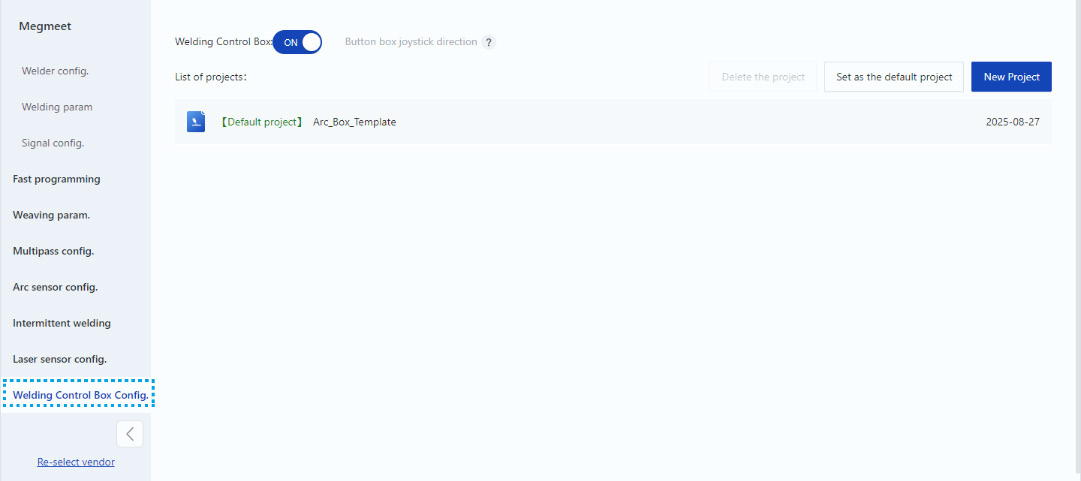 Megmeet
Welder config.
Welding param
Signal config.
Fast programming
Weaving param.
Multipass config.
Arc sensor config.
Intermittent welding
Laser sensor config.
Welding Control Box Config.
Re-select vendor
Welding Control Box: ON Button box joystick direction ?
List of projects: Delete the project Set as the default project New Project
【Default project】 Arc_Box_Template 2025-08-27